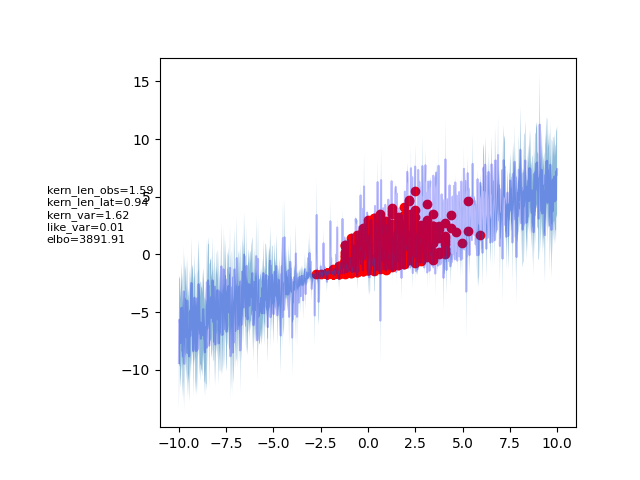 15
10
5
0
−5
−10
kern_len_obs=1.59
kern_len_lat=0.94
kern_var=1.62
like_var=0.01
elbo=3891.91
−10.0 −7.5 −5.0 −2.5 0.0 2.5 5.0 7.5 10.0